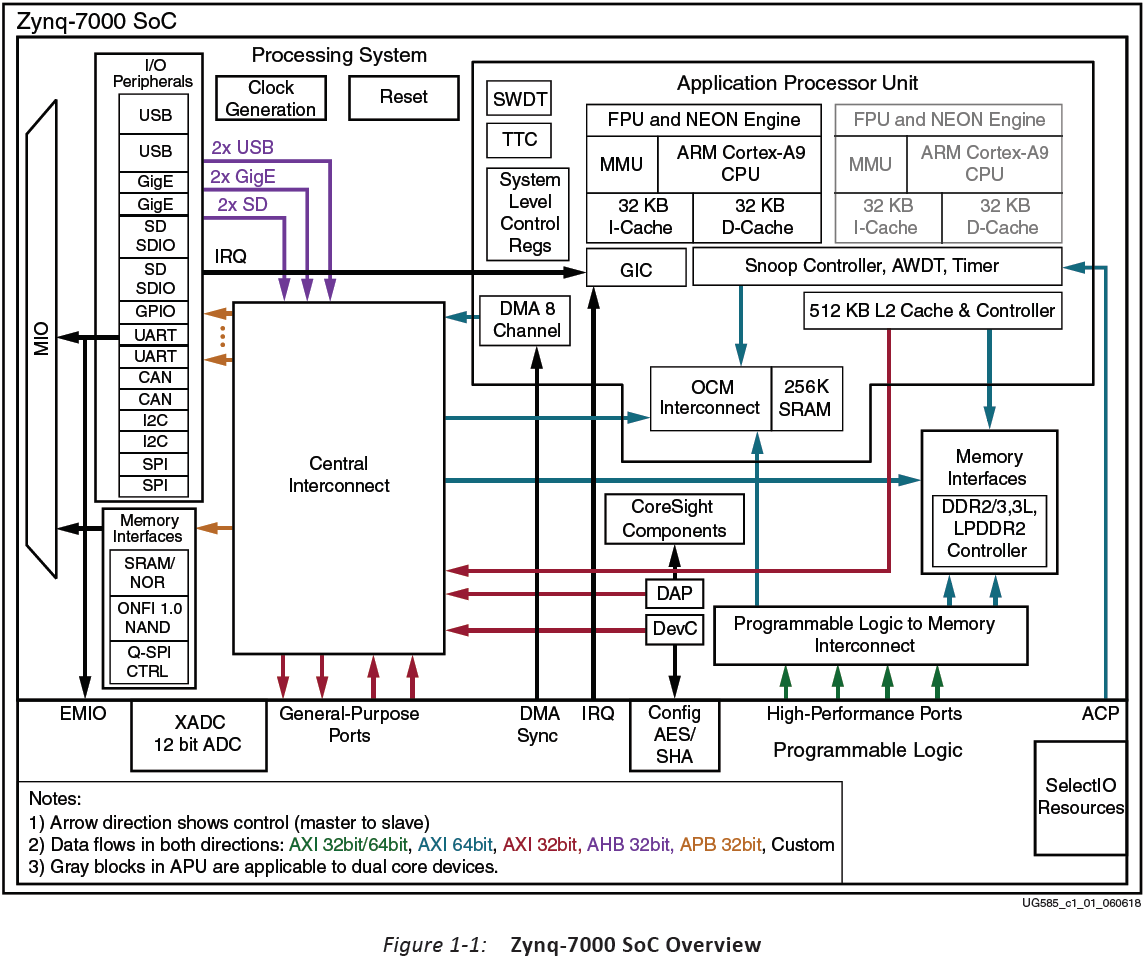 Zynq-7000 SoC
Processing System
I/O
Peripherals
USB
USB
GigE
GigE
SD
SDIO
SD
SDIO
GPIO
UART
UART
CAN
CAN
I2C
I2C
SPI
SPI
MIO
Memory
Interfaces
SRAM/
NOR
ONFI 1.0
NAND
Q-SPI
CTRL
Clock
Generation
Reset
2x USB
2x GigE
2x SD
IRQ
Central
Interconnect
Application Processor Unit
SWDT
TTC
System
Level
Control
Regs
FPU and NEON Engine
MMU
ARM Cortex-A9
CPU
32 KB
I-Cache
32 KB
D-Cache
FPU and NEON Engine
MMU
ARM Cortex-A9
CPU
32 KB
I-Cache
32 KB
D-Cache
GIC
Snoop Controller, AWDT, Timer
DMA 8
Channel
512 KB L2 Cache & Controller
OCM
Interconnect
256K
SRAM
Memory
Interfaces
DDR2/3,3L,
LPDDR2
Controller
CoreSight
Components
DAP
DevC
Programmable Logic to Memory
Interconnect
EMIO
XADC
12 bit ADC
General-Purpose
Ports
DMA
Sync
IRQ
Config
AES/
SHA
High-Performance Ports
ACP
Programmable Logic
SelectIO
Resources
Notes:
1) Arrow direction shows control (master to slave)
2) Data flows in both directions: AXI 32bit/64bit, AXI 64bit, AXI 32bit, AHB 32bit, APB 32bit, Custom
3) Gray blocks in APU are applicable to dual core devices.
UG585_c1_01_060618
Figure 1-1: Zynq-7000 SoC Overview